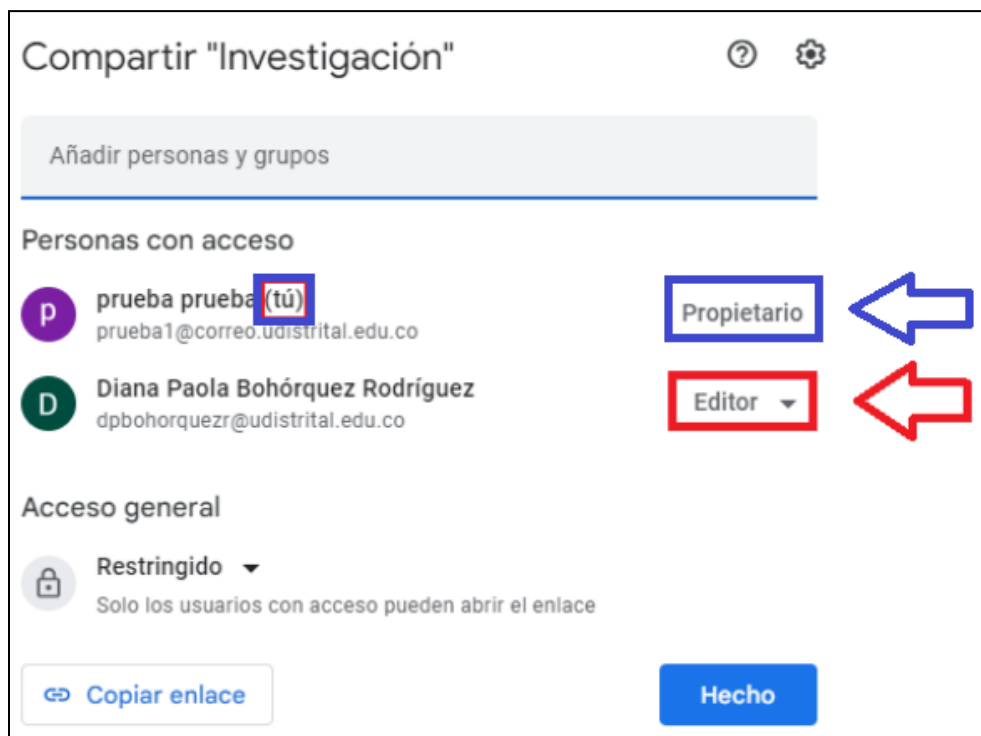 Compartir "Investigación"
Añadir personas y grupos
Personas con acceso
p
prueba prueba (tú)
prueba1@correo.udistrital.edu.co
Propietario
D
Diana Paola Bohórquez Rodríguez
dpbohorquezr@udistrital.edu.co
Editor
Acceso general
Restringido
Solo los usuarios con acceso pueden abrir el enlace
Copiar enlace
Hecho